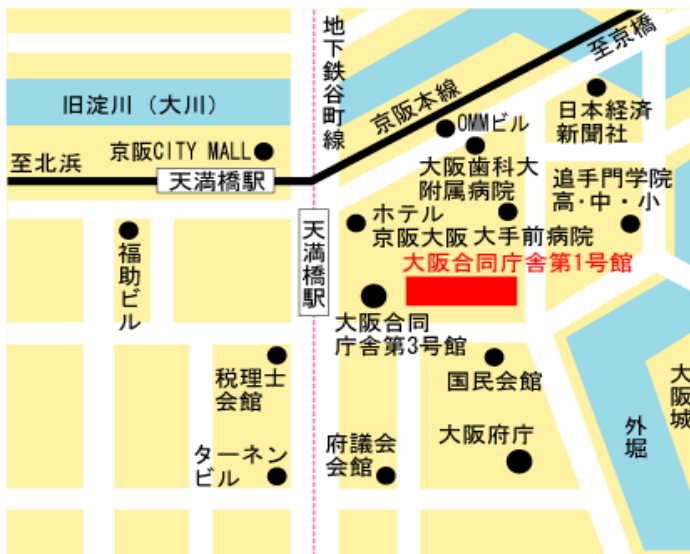 地下鉄谷町線
至京橋
旧淀川（大川）
京阪本線
OMMビル
日本経済
新聞社
至北浜
京阪CITY MALL
大阪歯科大
附属病院
追手門学院
高・中・小
天満橋駅
天満橋駅
ホテル
京阪大阪
大手前病院
福助ビル
大阪合同庁舎第1号館
大阪合同
庁舎第3号館
税理士
会館
国民会館
大阪城
外堀
ターネン
ビル
府議会
会館
大阪府庁